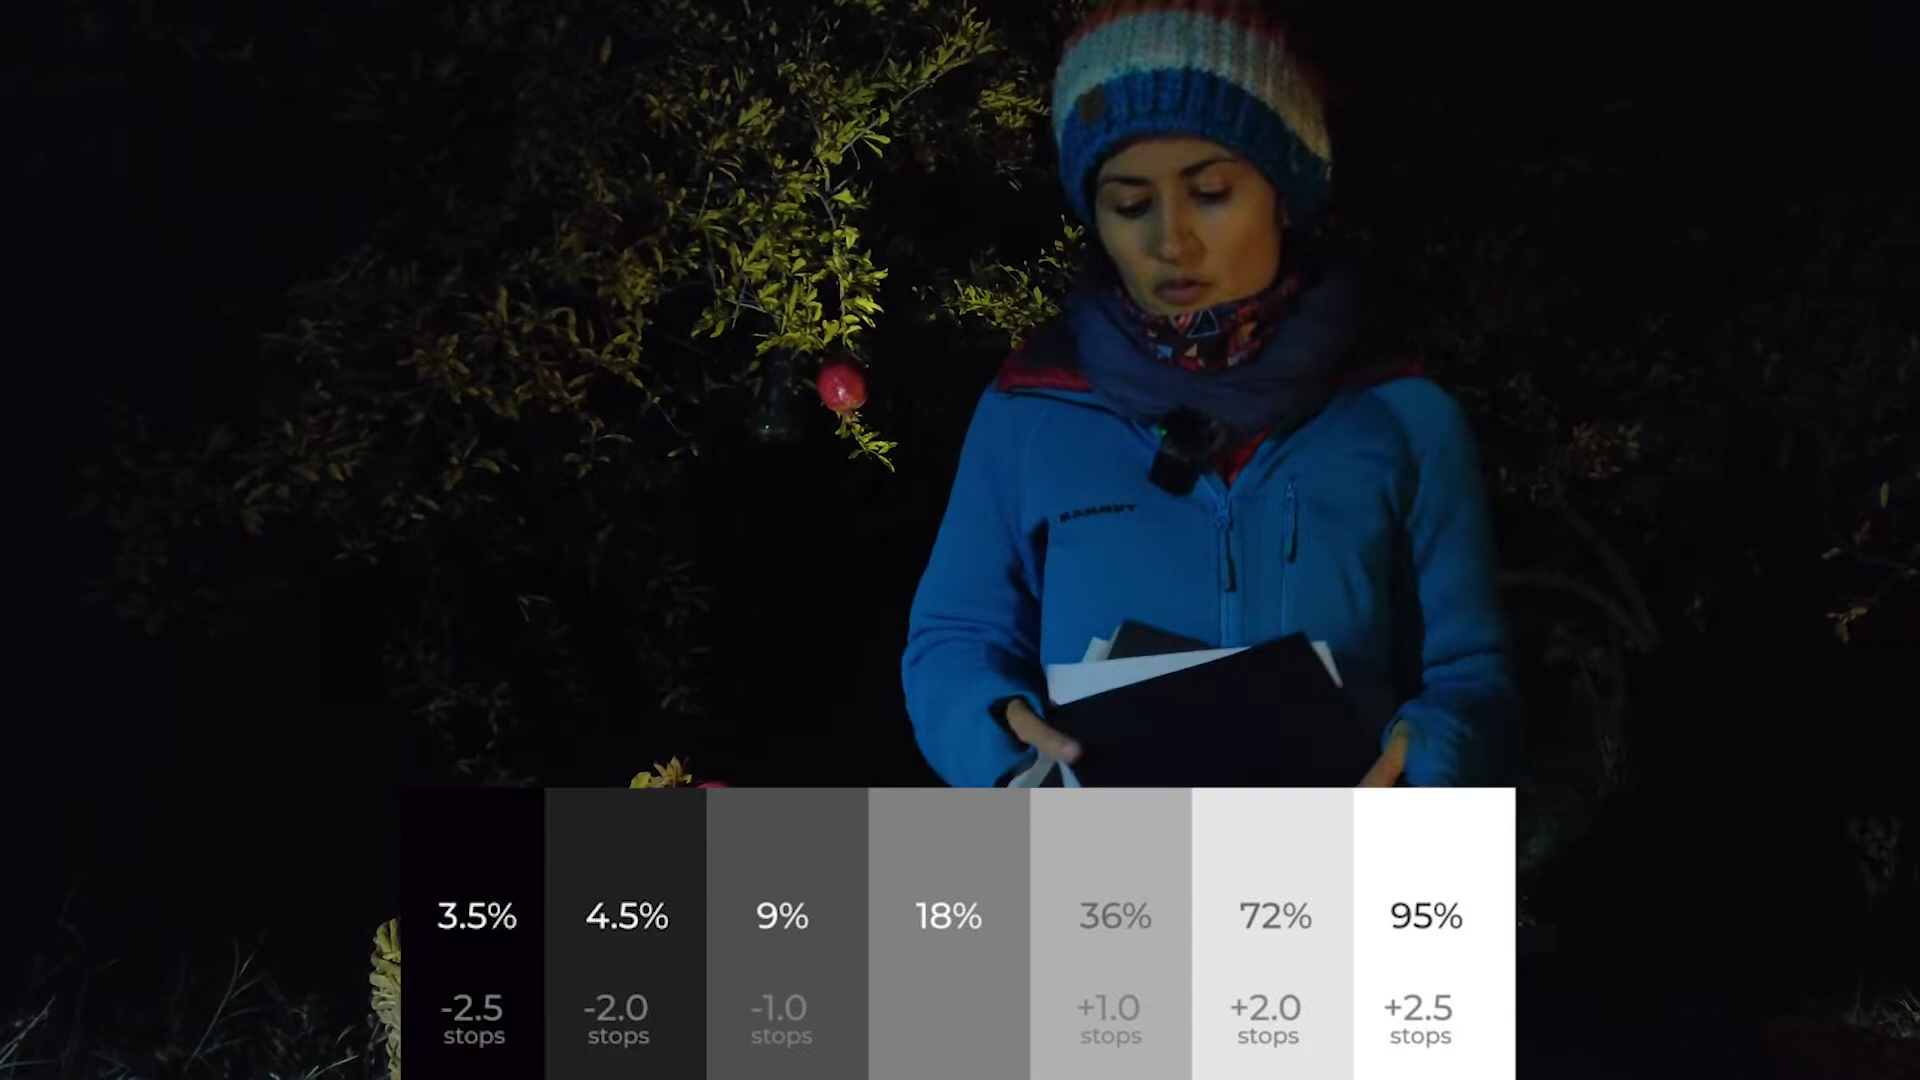 MAMMUT
3.5% 4.5% 9% 18% 36% 72% 95%
-2.5 -2.0 -1.0 +1.0 +2.0 +2.5
stops stops stops stops stops stops